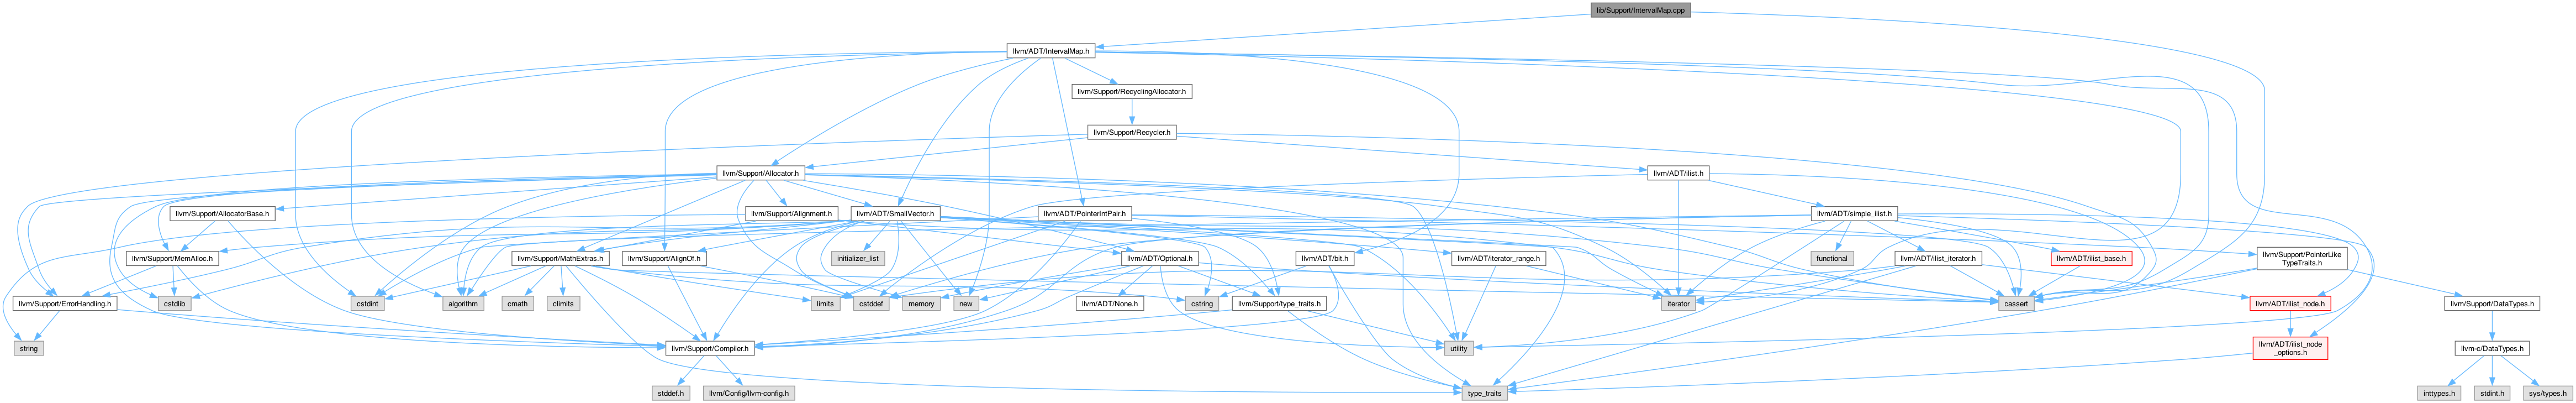 lib/Support/IntervalMap.cpp
llvm/ADT/IntervalMap.h
llvm/Support/RecyclingAllocator.h
llvm/Support/Recycler.h
llvm/Support/Allocator.h
llvm/ADT/ilist.h
llvm/Support/AllocatorBase.h
llvm/Support/Alignment.h
llvm/ADT/SmallVector.h
llvm/ADT/PointerIntPair.h
llvm/ADT/simple_ilist.h
llvm/Support/MemAlloc.h
llvm/Support/MathExtras.h
llvm/Support/AlignOf.h
initializer_list
llvm/ADT/Optional.h
llvm/ADT/bit.h
llvm/ADT/iterator_range.h
functional
llvm/ADT/ilist_iterator.h
llvm/ADT/ilist_base.h
llvm/Support/PointerLike
TypeTraits.h
llvm/Support/ErrorHandling.h
cstdlib
cstdint
algorithm
cmath
climits
limits
cstddef
memory
new
llvm/ADT/None.h
cstring
llvm/Support/type_traits.h
iterator
cassert
llvm/ADT/ilist_node.h
llvm/Support/DataTypes.h
string
llvm/Support/Compiler.h
utility
llvm/ADT/ilist_node
_options.h
llvm-c/DataTypes.h
stddef.h
llvm/Config/llvm-config.h
type_traits
inttypes.h
stdint.h
sys/types.h